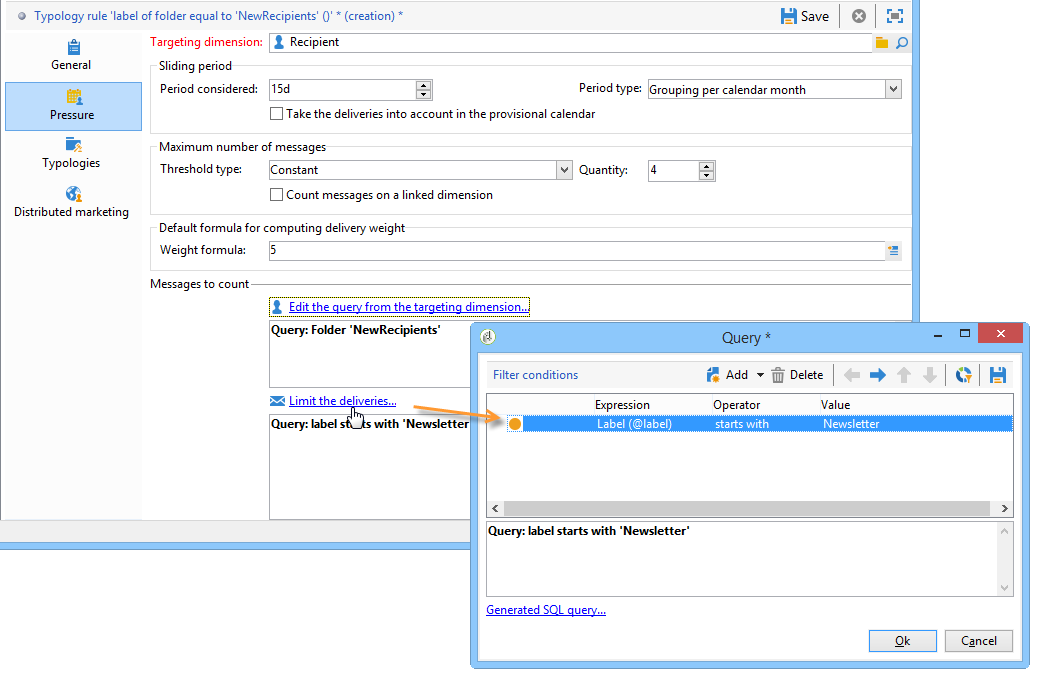 Typology rule 'label of folder equal to 'NewRecipients' ()' * (creation) *
Save
General
Pressure
Typologies
Distributed marketing
Targeting dimension: Recipient
Sliding period
Period considered: 15d
Period type: Grouping per calendar month
Take the deliveries into account in the provisional calendar
Maximum number of messages
Threshold type: Constant
Quantity: 4
Count messages on a linked dimension
Default formula for computing delivery weight
Weight formula: 5
Messages to count
Edit the query from the targeting dimension...
Query: Folder 'NewRecipients'
Limit the deliveries...
Query: label starts with 'Newsletter
Query *
Filter conditions
Add
Delete
Expression Operator Value
Label (@label) starts with Newsletter
Query: label starts with 'Newsletter'
Generated SQL query...
Ok
Cancel